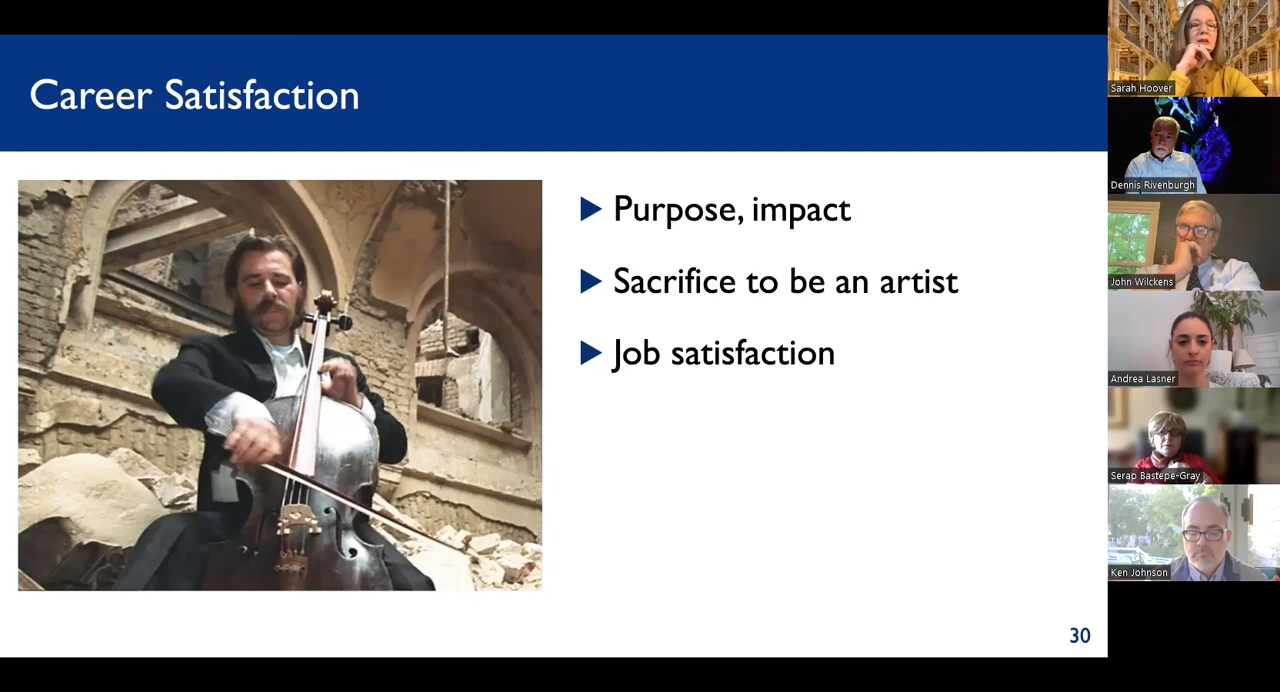 Career Satisfaction
Purpose, impact
Sacrifice to be an artist
Job satisfaction
30
Sarah Hoover
Dennis Rivenburgh
John Wilckens
Andrea Lasner
Serap Bastepe-Gray
Ken Johnson